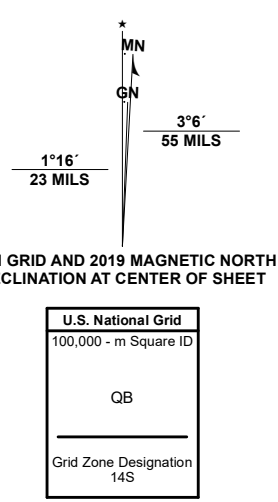 ★
MN
GN
3°6´
55 MILS
1°16´
23 MILS
GRID AND 2019 MAGNETIC NORTH
CLINATION AT CENTER OF SHEET
U.S. National Grid
100,000 - m Square ID
QB
Grid Zone Designation
14S